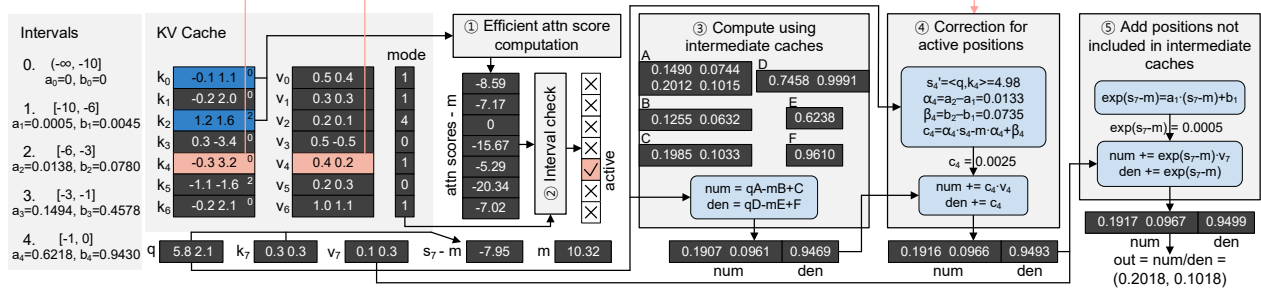 Intervals
0. (-∞, -10]
a₀=0, b₀=0
1. [-10, -6]
a₁=0.0005, b₁=0.0045
2. [-6, -3]
a₂=0.0138, b₂=0.0780
3. [-3, -1]
a₃=0.1494, b₃=0.4578
4. [-1, 0]
a₄=0.6218, b₄=0.9430
KV Cache
mode
k₀ -0.1 1.1 0 v₀ 0.5 0.4 1
k₁ -0.2 2.0 0 v₁ 0.3 0.3 1
k₂ 1.2 1.6 2 v₂ 0.2 0.1 4
k₃ 0.3 -3.4 0 v₃ 0.5 -0.5 0
k₄ -0.3 3.2 0 v₄ 0.4 0.2 1
k₅ -1.1 -1.6 2 v₅ 0.2 0.3 0
k₆ -0.2 2.1 0 v₆ 1.0 1.1 1
q 5.8 2.1 k₇ 0.3 0.3 v₇ 0.1 0.3 s₇ - m -7.95 m 10.32
① Efficient attn score
computation
attn scores - m
-8.59
-7.17
0
-15.67
-5.29
-20.34
-7.02
② Interval check
active
③ Compute using
intermediate caches
A
0.1490 0.0744
0.2012 0.1015
D
0.7458 0.9991
B
0.1255 0.0632
E
0.6238
C
0.1985 0.1033
F
0.9610
num = qA-mB+C
den = qD-mE+F
0.1907 0.0961 0.9469
num den
④ Correction for
active positions
s₄'=<q,k₄>=4.98
α₄=a₂–a₁=0.0133
β₄=b₂–b₁=0.0735
c₄=α₄·s₄-m·α₄+β₄
c₄ =0.0025
num += c₄·v₄
den += c₄
0.1916 0.0966 0.9493
num den
⑤ Add positions not
included in intermediate
caches
exp(s₇-m)=a₁·(s₇-m)+b₁
exp(s₇-m) = 0.0005
num += exp(s₇-m)·v₇
den += exp(s₇-m)
0.1917 0.0967 0.9499
num den
out = num/den =
(0.2018, 0.1018)